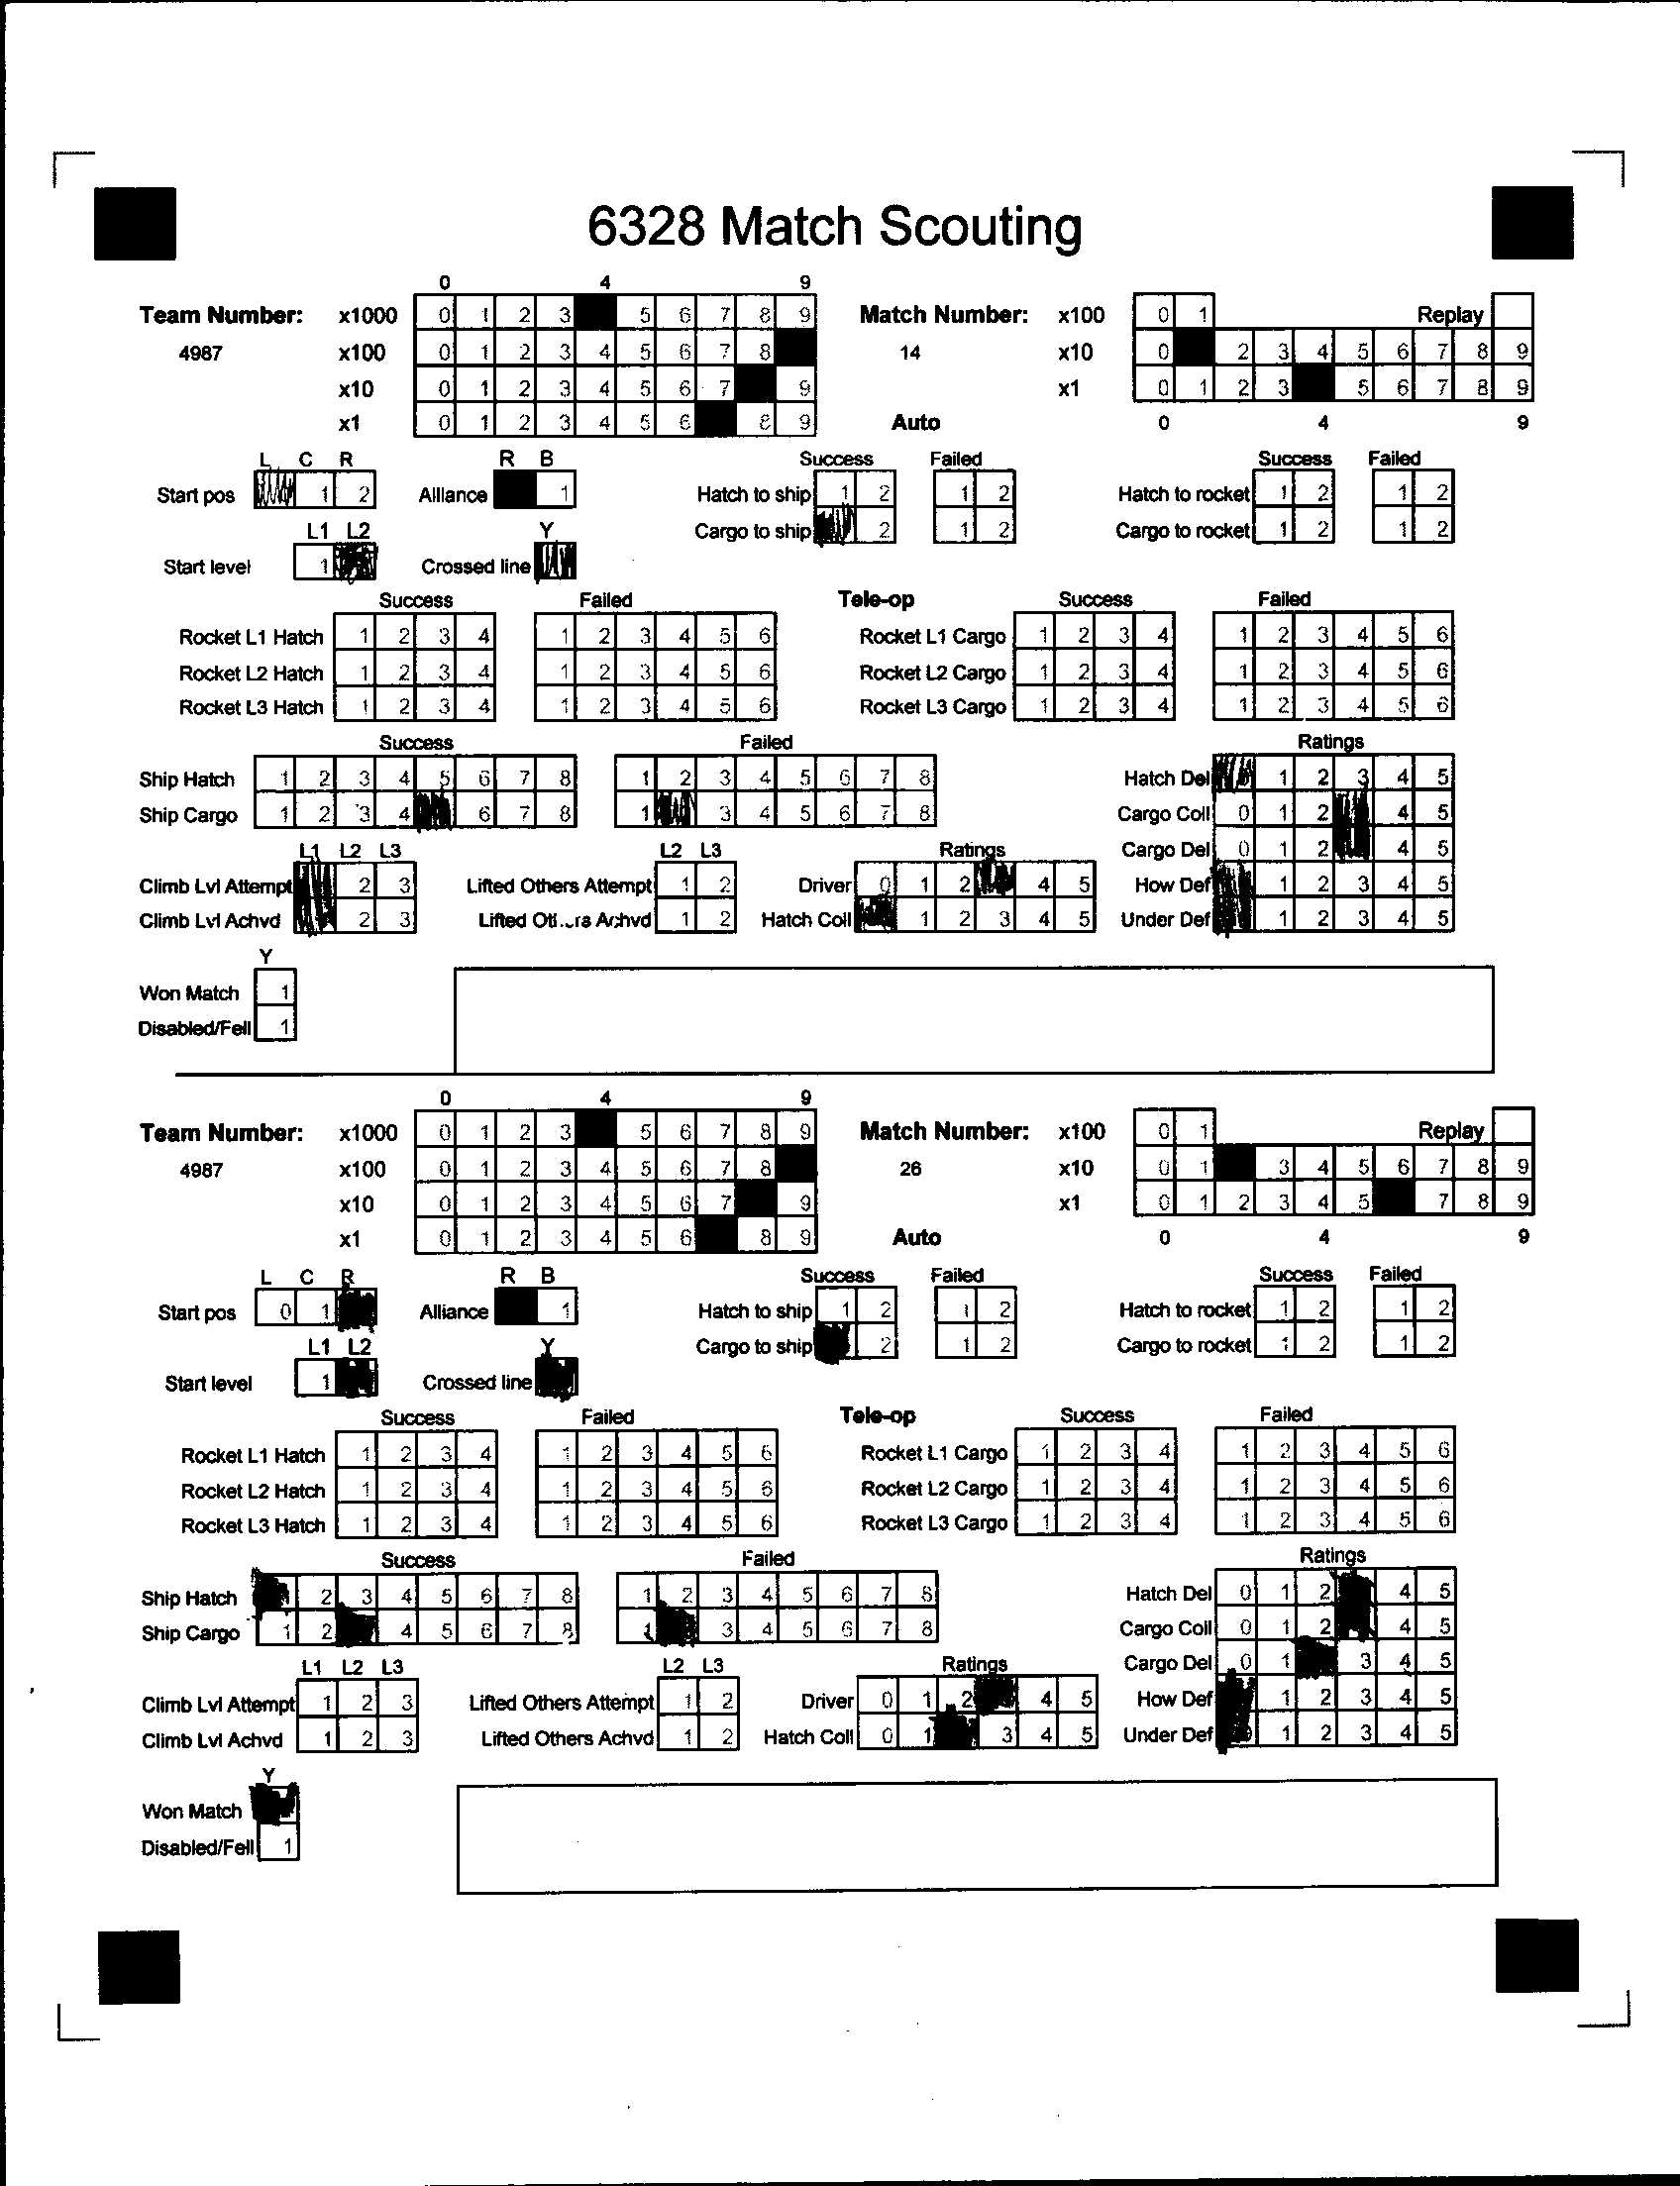 6328 Match Scouting
0 4 9
Team Number: x1000 0 1 2 3 5 6 7 8 9 Match Number: x100 0 1 Replay
4987 x100 0 1 2 3 4 5 6 7 8 14 x10 0 2 3 4 5 6 7 8 9
x10 0 1 2 3 4 5 6 7 9 x1 0 1 2 3 5 6 7 8 9
x1 0 1 2 3 4 5 6 8 9 Auto 0 4 9
L C R R B Success Failed Success Failed
Start pos 1 2 Alliance 1 Hatch to ship 1 2 1 2 Hatch to rocket 1 2 1 2
L1 L2 Y Cargo to ship 2 1 2 Cargo to rocket 1 2 1 2
Start level 1 Crossed line
Success Failed Tele-op Success Failed
Rocket L1 Hatch 1 2 3 4 1 2 3 4 5 6 Rocket L1 Cargo 1 2 3 4 1 2 3 4 5 6
Rocket L2 Hatch 1 2 3 4 1 2 3 4 5 6 Rocket L2 Cargo 1 2 3 4 1 2 3 4 5 6
Rocket L3 Hatch 1 2 3 4 1 2 3 4 5 6 Rocket L3 Cargo 1 2 3 4 1 2 3 4 5 6
Success Failed Ratings
Ship Hatch 1 2 3 4 5 6 7 8 1 2 3 4 5 6 7 8 Hatch Del 1 2 3 4 5
Ship Cargo 1 2 3 4 6 7 8 1 3 4 5 6 7 8 Cargo Coll 0 1 2 4 5
L1 L2 L3 L2 L3 Ratings Cargo Del 0 1 2 4 5
Climb Lvl Attempt 2 3 Lifted Others Attempt 1 2 Driver 0 1 2 4 5 How Def 1 2 3 4 5
Climb Lvl Achvd 2 3 Lifted Achvd 1 2 Hatch Coll 1 2 3 4 5 Under Def 1 2 3 4 5
Y
Won Match 1
Disabled/Fell 1
0 4 9
Team Number: x1000 0 1 2 3 5 6 7 8 9 Match Number: x100 0 1 Replay
4987 x100 0 1 2 3 4 5 6 7 8 26 x10 0 1 3 4 5 6 7 8 9
x10 0 1 2 3 4 5 6 7 9 x1 0 1 2 3 4 5 7 8 9
x1 0 1 2 3 4 5 6 8 9 Auto 0 4 9
L C R R B Success Failed Success Failed
Start pos 0 1 Alliance 1 Hatch to ship 1 2 1 2 Hatch to rocket 1 2 1 2
L1 L2 Y Cargo to ship 2 1 2 Cargo to rocket 1 2 1 2
Start level 1 Crossed line
Success Failed Tele-op Success Failed
Rocket L1 Hatch 1 2 3 4 1 2 3 4 5 6 Rocket L1 Cargo 1 2 3 4 1 2 3 4 5 6
Rocket L2 Hatch 1 2 3 4 1 2 3 4 5 6 Rocket L2 Cargo 1 2 3 4 1 2 3 4 5 6
Rocket L3 Hatch 1 2 3 4 1 2 3 4 5 6 Rocket L3 Cargo 1 2 3 4 1 2 3 4 5 6
Success Failed Ratings
Ship Hatch 2 3 4 5 6 7 8 1 2 3 4 5 6 7 8 Hatch Del 0 1 2 4 5
Ship Cargo 1 2 4 5 6 7 8 1 3 4 5 6 7 8 Cargo Coll 0 1 2 4 5
L1 L2 L3 L2 L3 Ratings Cargo Del 0 1 3 4 5
Climb Lvl Attempt 1 2 3 Lifted Others Attempt 1 2 Driver 0 1 2 4 5 How Def 1 2 3 4 5
Climb Lvl Achvd 1 2 3 Lifted Others Achvd 1 2 Hatch Coll 0 1 3 4 5 Under Def 1 2 3 4 5
Y
Won Match
Disabled/Fell 1